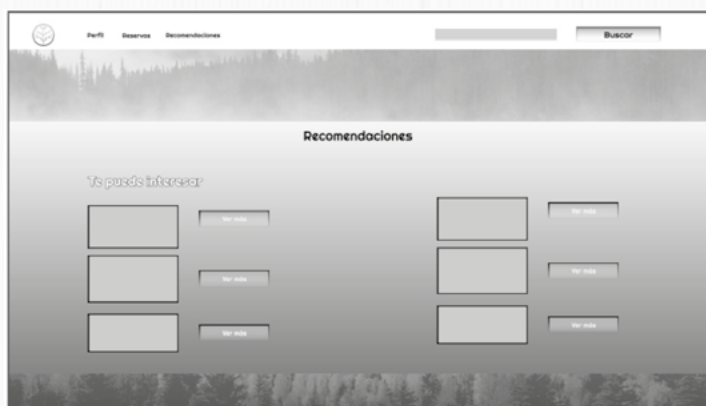 Perfil Reservas Recomendaciones Buscar
Recomendaciones
Te puede interesar
Ver más Ver más
Ver más Ver más
Ver más Ver más